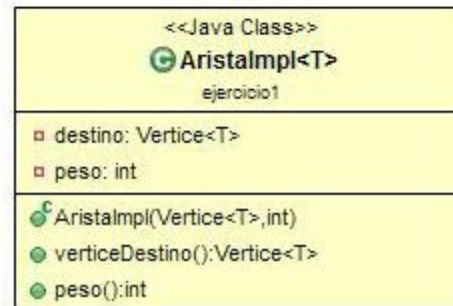 <<Java Class>>
AristaImpl<T>
ejercicio1
destino: Vertice<T>
peso: int
AristaImpl(Vertice<T>,int)
verticeDestino():Vertice<T>
peso():int